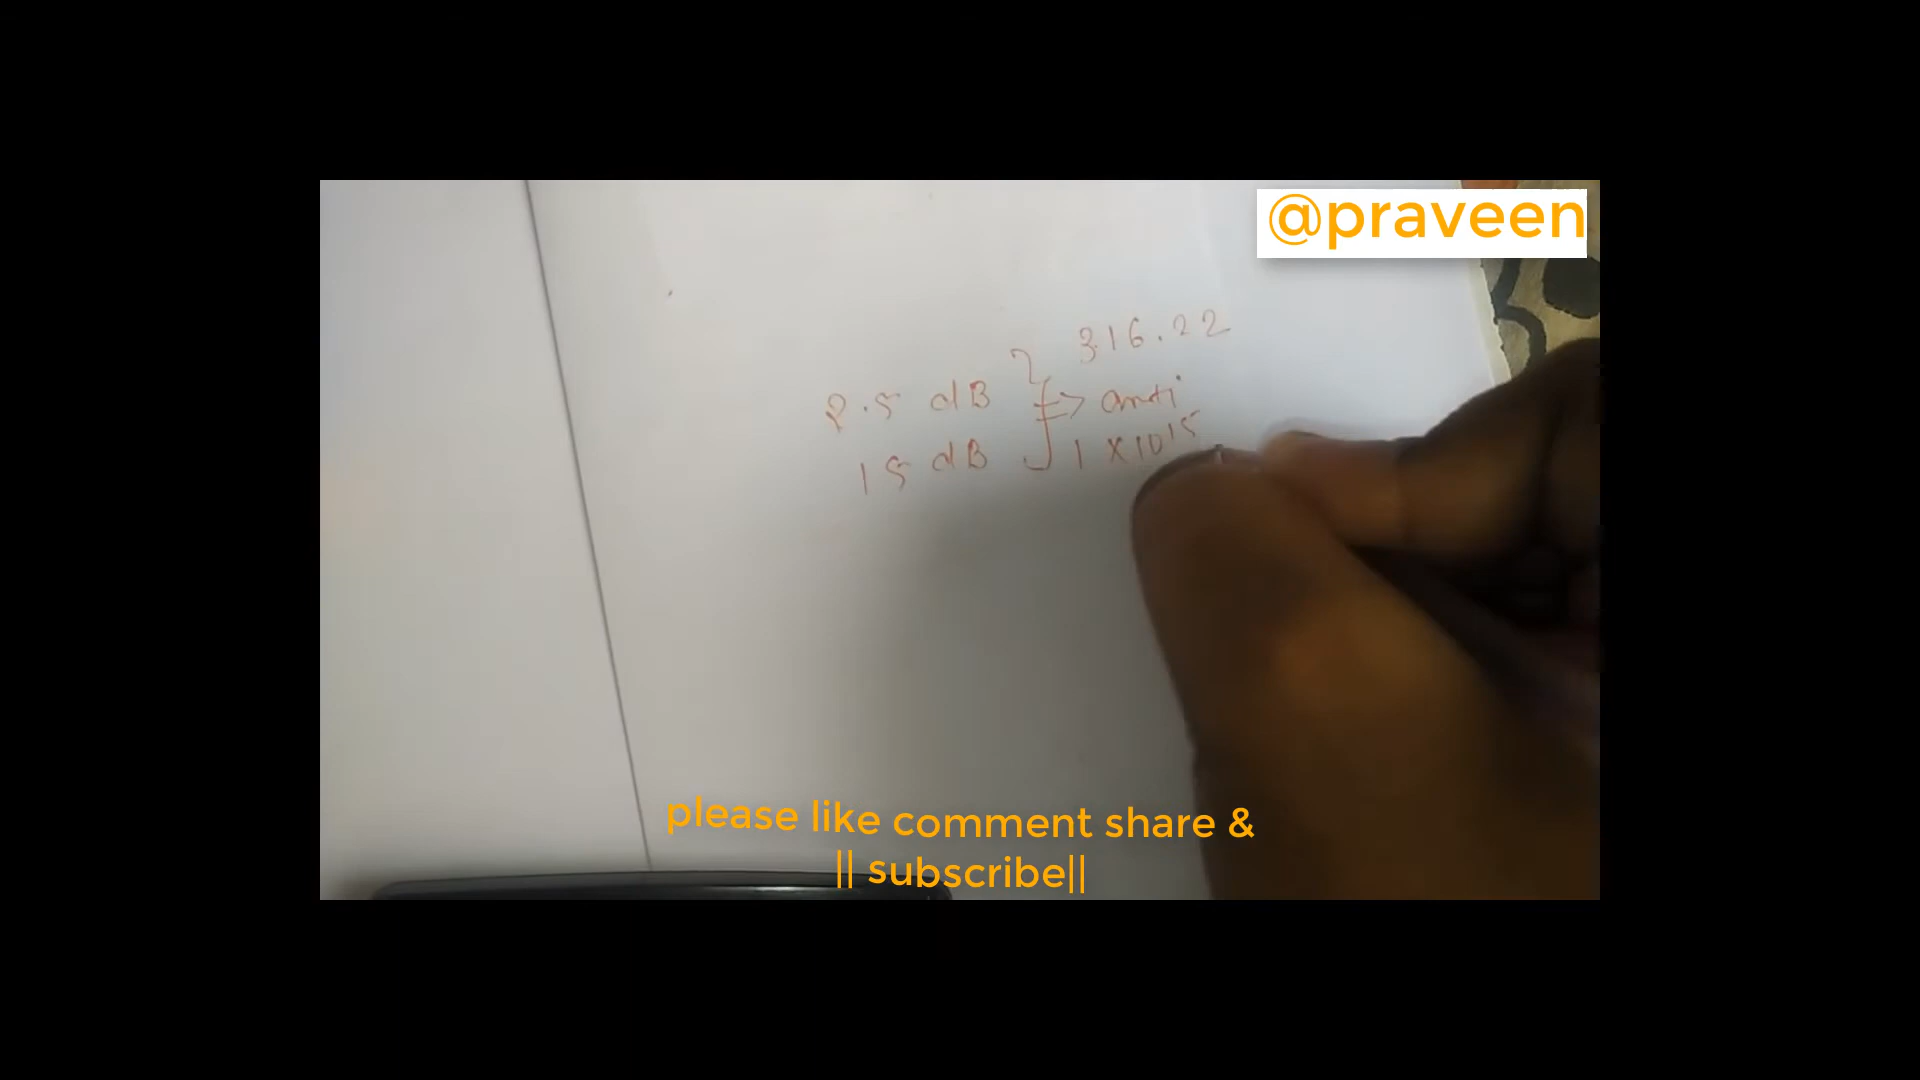 @praveen
316.22
2.5 dB } => anti
15 dB 1 × 10¹⁵
please like comment share &
|| subscribe||